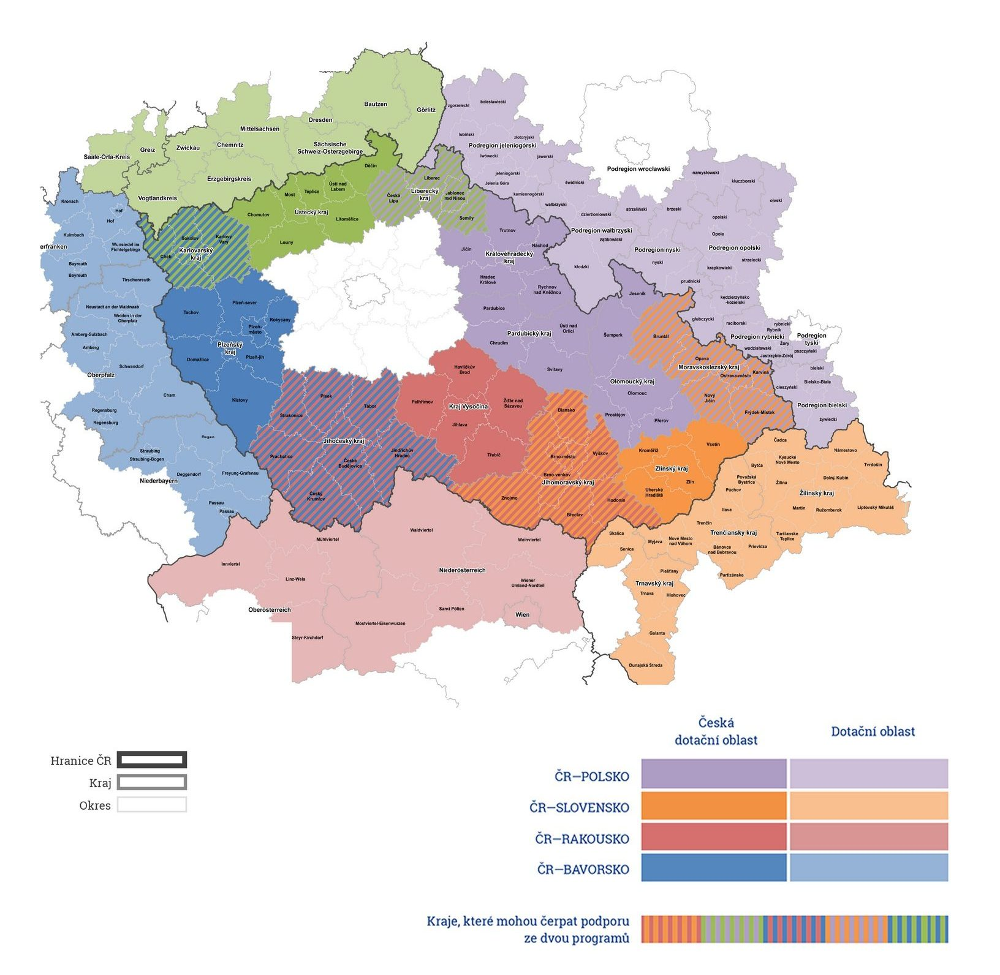 Bautzen
Görlitz
Dresden
Mittelsachsen
Sächsische
Schweiz-Osterzgebirge
Chemnitz
Zwickau
Greiz
Saale-Orla-Kreis
Erzgebirgskreis
Vogtlandkreis
zgorzelecki
bolesławiecki
lubiński
złotoryjski
Podregion jeleniogórski
lwówecki
jaworski
jeleniogórski
Jelenia Góra
kamiennogórski
świdnicki
wałbrzyski
dzierżoniowski
Podregion wrocławski
Podregion wałbrzyski
ząbkowicki
kłodzki
strzeliński
brzeski
namysłowski
kluczborski
oleski
opolski
Opole
Podregion nyski
Podregion opolski
nyski
krapkowicki
strzelecki
prudnicki
kędzierzyńsko
-kozielski
głubczycki
raciborski
rybnicki
Rybnik
Podregion rybnicki
Żory
Podregion
tyski
wodzisławski
pszczyński
Jastrzębie-Zdrój
bielski
Bielsko-Biała
cieszyński
Podregion bielski
żywiecki
Kronach
Hof
Hof
Kulmbach
erfranken
Wunsiedel im
Fichtelgebirge
Bayreuth
Bayreuth
Tirschenreuth
Neustadt an der Waldnaab
Weiden in der
Oberpfalz
Amberg-Sulzbach
Amberg
Schwandorf
Oberpfalz
Cham
Regensburg
Regensburg
Regen
Straubing
Straubing-Bogen
Deggendorf
Freyung-Grafenau
Niederbayern
Passau
Passau
Děčín
Ústí nad
Labem
Teplice
Most
Ústecký kraj
Chomutov
Litoměřice
Louny
Liberec
Česká
Lípa
Liberecký
kraj
Jablonec
nad Nisou
Semily
Sokolov
Karlovy
Vary
Cheb
Karlovarský
kraj
Trutnov
Náchod
Jičín
Královéhradecký
kraj
Hradec
Králové
Rychnov
nad Kněžnou
Pardubice
Ústí nad
Orlicí
Pardubický kraj
Chrudim
Svitavy
Jeseník
Šumperk
Olomoucký kraj
Olomouc
Prostějov
Přerov
Bruntál
Opava
Moravskoslezský kraj
Ostrava-město
Karviná
Nový
Jičín
Frýdek-Místek
Tachov
Plzeň-sever
Rokycany
Plzeň-
město
Plzeňský
kraj
Domažlice
Plzeň-jih
Klatovy
Písek
Tábor
Strakonice
Jihočeský kraj
Prachatice
České
Budějovice
Jindřichův
Hradec
Český
Krumlov
Havlíčkův
Brod
Pelhřimov
Kraj Vysočina
Žďár nad
Sázavou
Jihlava
Třebíč
Blansko
Brno-město
Vyškov
Brno-venkov
Jihomoravský kraj
Znojmo
Hodonín
Břeclav
Kroměříž
Vsetín
Zlínský kraj
Zlín
Uherské
Hradiště
Čadca
Kysucké
Nové Mesto
Námestovo
Tvrdošín
Bytča
Považská
Bystrica
Žilina
Dolný Kubín
Púchov
Žilinský kraj
Ilava
Martin
Ružomberok
Liptovský Mikuláš
Trenčín
Trenčiansky kraj
Turčianske
Teplice
Skalica
Myjava
Nové Mesto
nad Váhom
Bánovce
nad Bebravou
Prievidza
Senica
Piešťany
Partizánske
Trnavský kraj
Trnava
Hlohovec
Galanta
Dunajská Streda
Waldviertel
Mühlviertel
Weinviertel
Innviertel
Niederösterreich
Linz-Wels
Wiener
Umland-Nordteil
Oberösterreich
Sankt Pölten
Wien
Mostviertel-Eisenwurzen
Steyr-Kirchdorf
Hranice ČR
Kraj
Okres
Česká
dotační oblast
Dotační oblast
ČR–POLSKO
ČR–SLOVENSKO
ČR–RAKOUSKO
ČR–BAVORSKO
Kraje, které mohou čerpat podporu
ze dvou programů